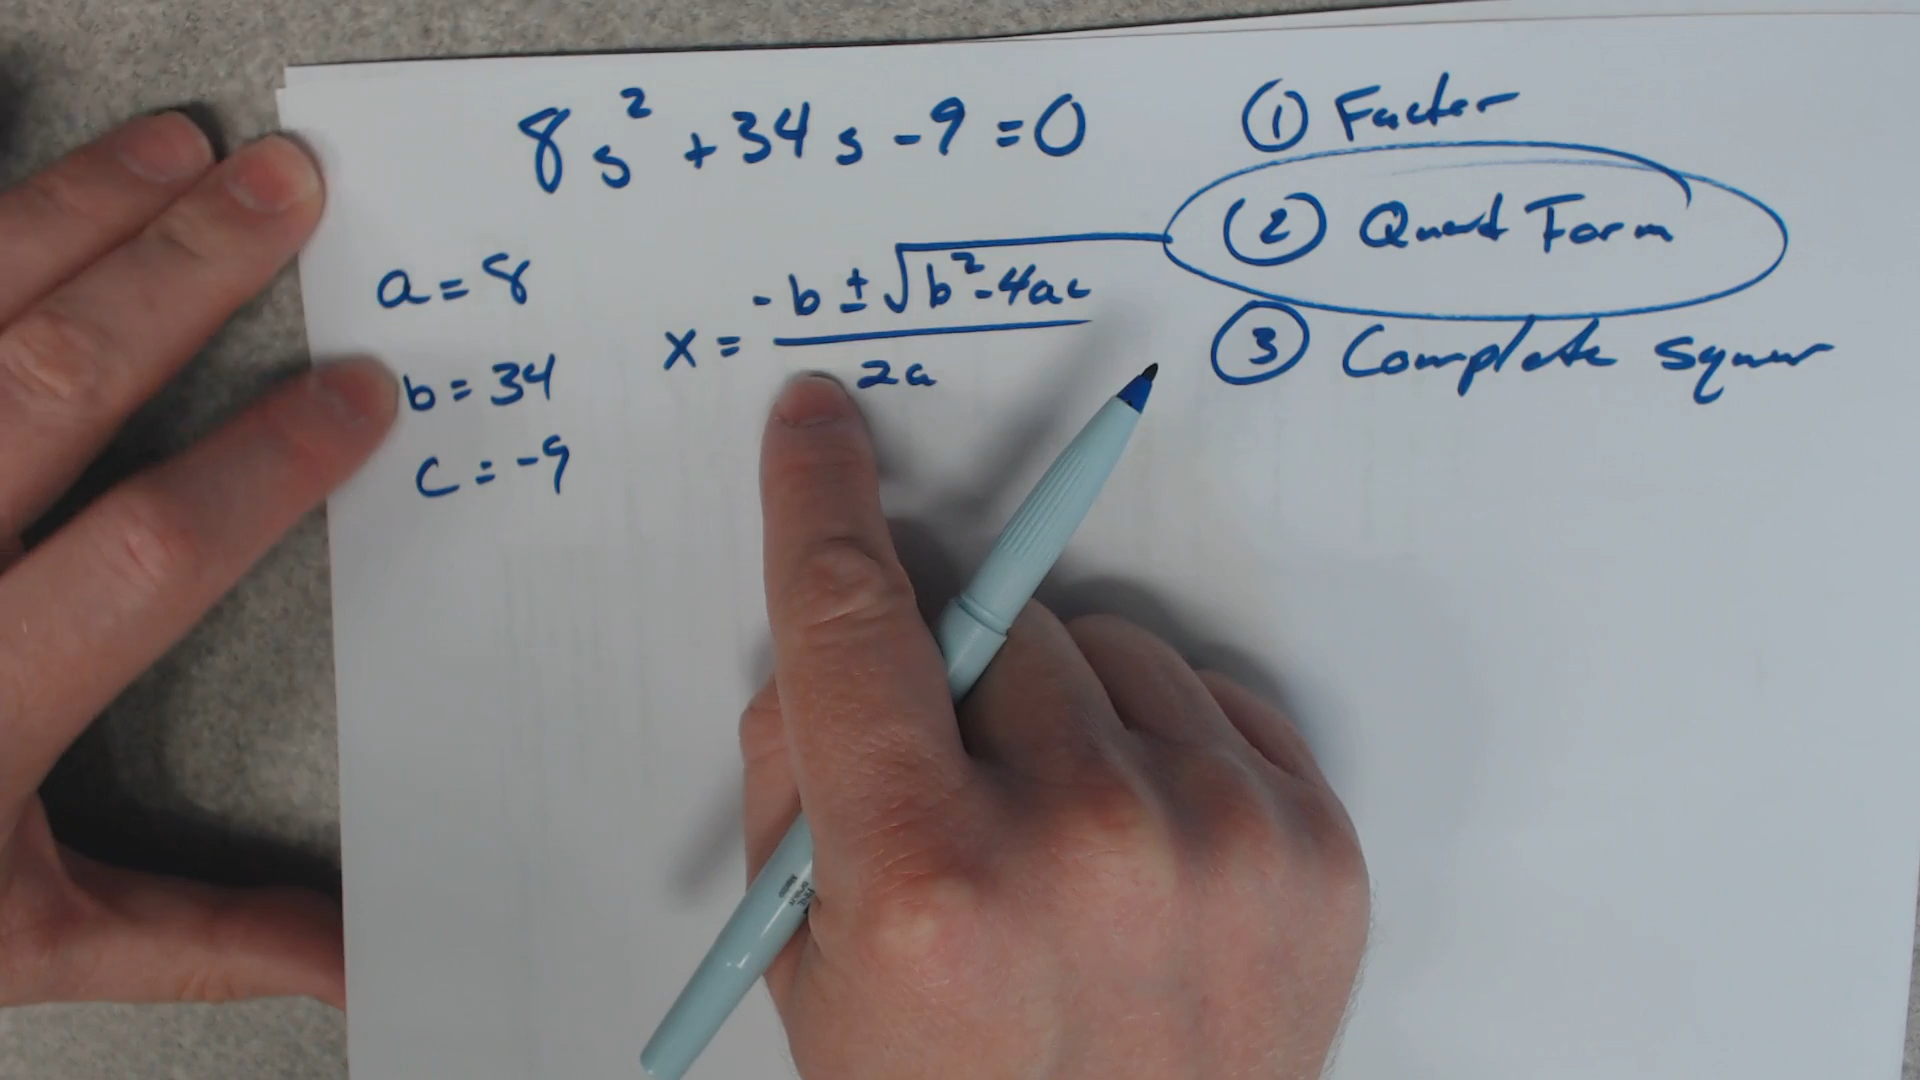 8s² + 34s - 9 = 0
① Factor
② Quad Form
③ Complete Square
a = 8
b = 34
c = -9
x = (-b ± √(b² - 4ac)) / 2a